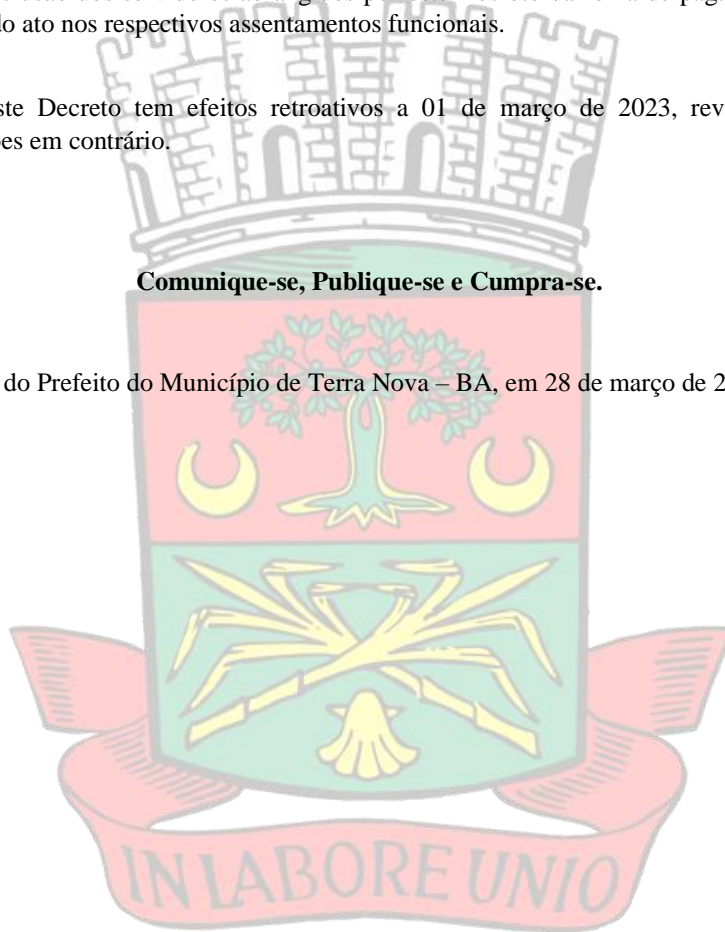 dos servidores
do ato nos respectivos assentamentos funcionais.
ste Decreto tem efeitos retroativos a 01 de março de 2023, rev
es em contrário.
Comunique-se, Publique-se e Cumpra-se.
do Prefeito do Município de Terra Nova – BA, em 28 de março de 2
IN LABORE UNIO